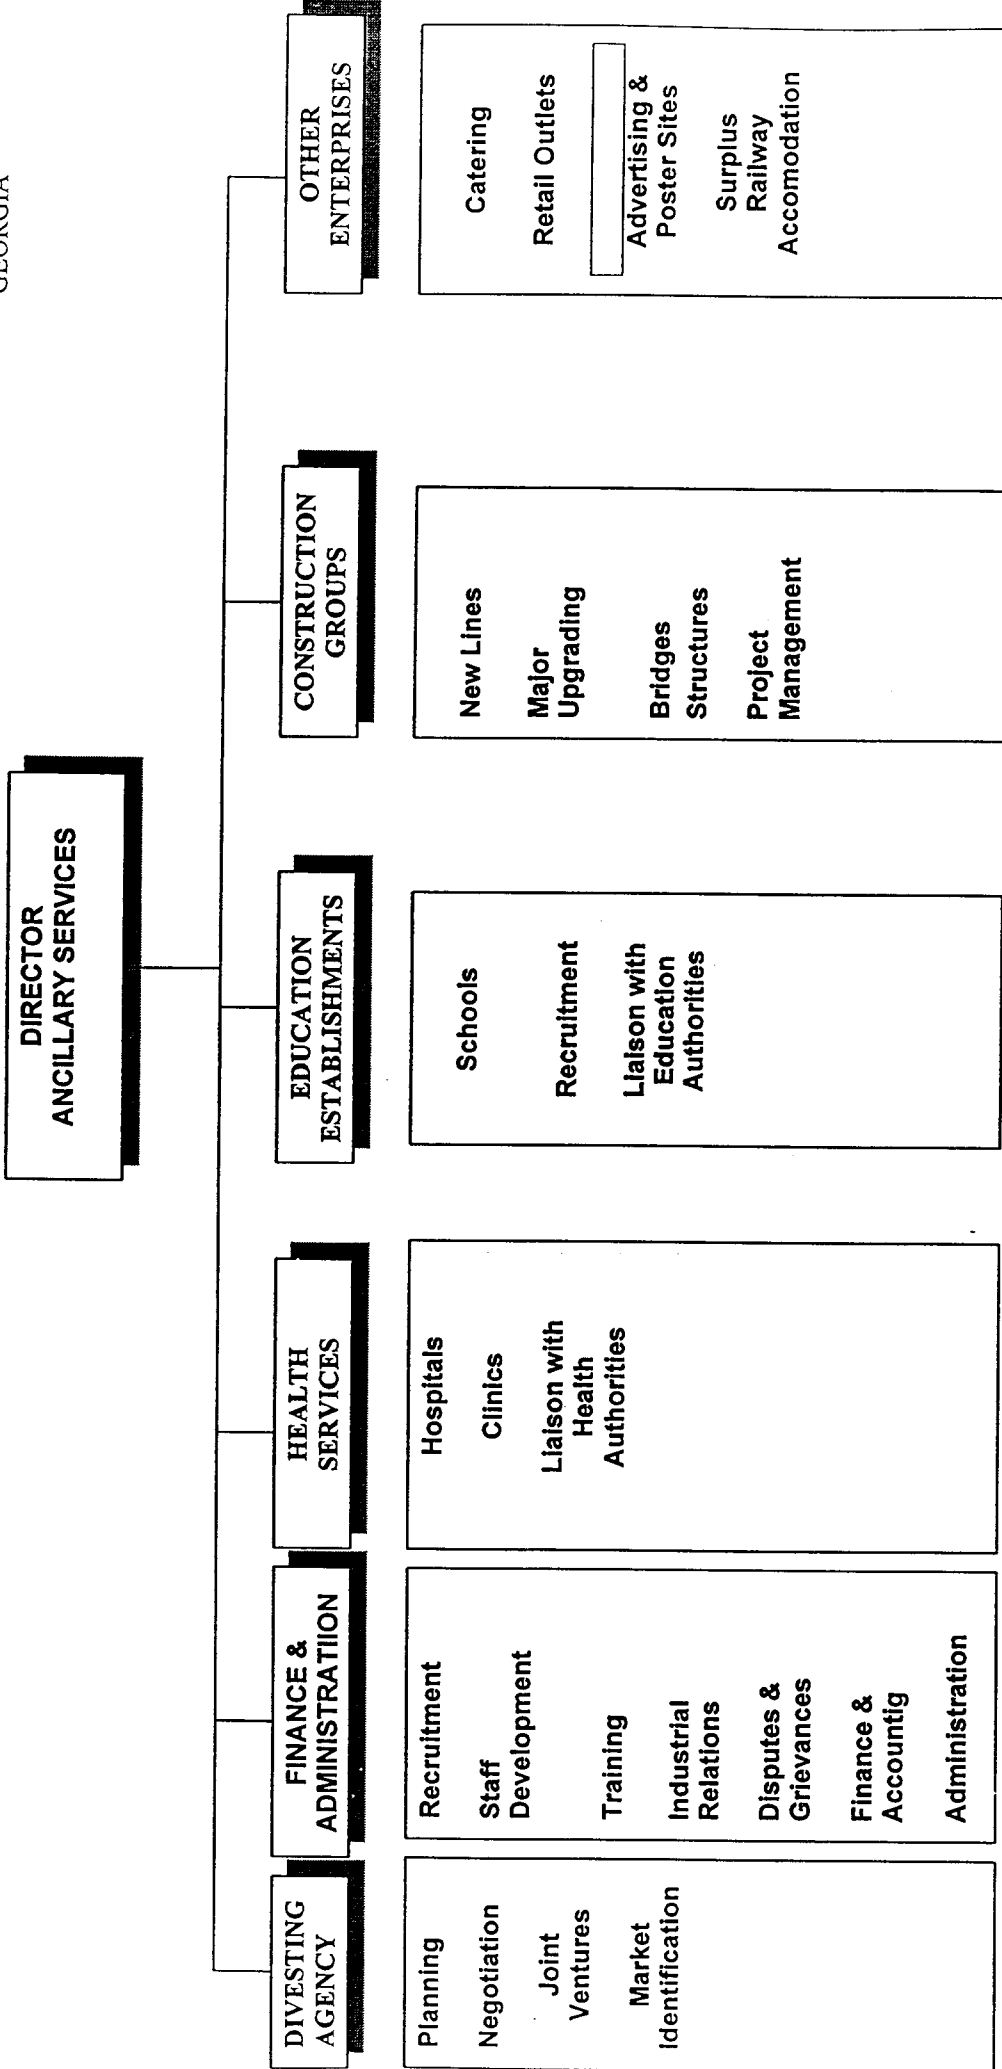 GEORGIA
DIRECTOR
ANCILLARY SERVICES
DIVESTING
AGENCY
Planning
Negotiation
Joint
Ventures
Market
Identification
FINANCE &
ADMINISTRATIION
Recruitment
Staff
Development
Training
Industrial
Relations
Disputes &
Grievances
Finance &
Accountig
Administration
HEALTH
SERVICES
Hospitals
Clinics
Liaison with
Health
Authorities
EDUCATION
ESTABLISHMENTS
Schools
Recruitment
Liaison with
Education
Authorities
CONSTRUCTION
GROUPS
New Lines
Major
Upgrading
Bridges
Structures
Project
Management
OTHER
ENTERPRISES
Catering
Retail Outlets
Advertising &
Poster Sites
Surplus
Railway
Accomodation